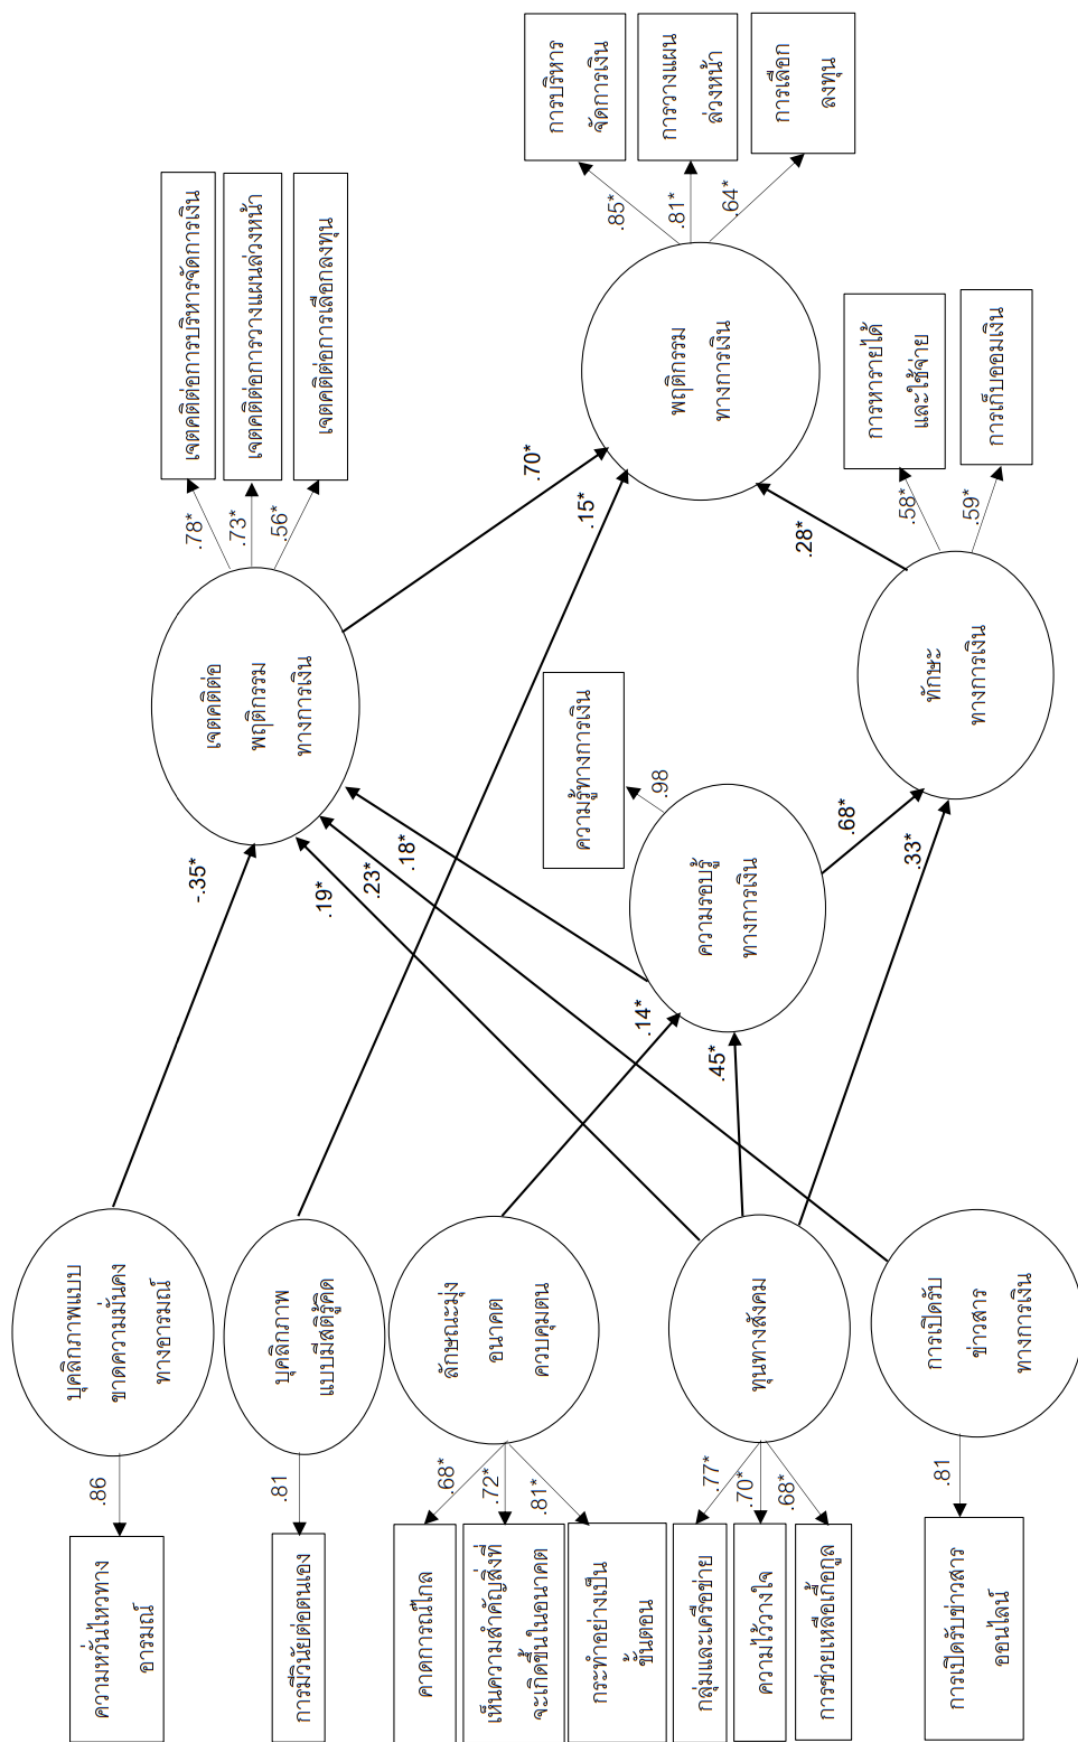 ความหวั่นไหวทาง
อารมณ์
.86
บุคลิกภาพแบบ
ขาดความมั่นคง
ทางอารมณ์
-.35*
การมีวินัยต่อตนเอง
.81
บุคลิกภาพ
แบบมีสติรู้คิด
.15*
คาดการณ์ไกล
.68*
เห็นความสำคัญสิ่งที่
จะเกิดขึ้นในอนาคต
.72*
กระทำอย่างเป็น
ขั้นตอน
.81*
ลักษณะมุ่ง
อนาคต
ควบคุมตน
.14*
กลุ่มและเครือข่าย
.77*
ความไว้วางใจ
.70*
การช่วยเหลือเกื้อกูล
.68*
ทุนทางสังคม
.19*
.45*
.33*
การเปิดรับข่าวสาร
ออนไลน์
.81
การเปิดรับ
ข่าวสาร
ทางการเงิน
.23*
ความรอบรู้
ทางการเงิน
.98
ความรู้ทางการเงิน
.18*
.68*
เจตคติต่อ
พฤติกรรม
ทางการเงิน
.78*
เจตคติต่อการบริหารจัดการเงิน
.73*
เจตคติต่อการวางแผนล่วงหน้า
.56*
เจตคติต่อการเลือกลงทุน
.70*
ทักษะ
ทางการเงิน
.58*
การหารายได้
และใช้จ่าย
.59*
การเก็บออมเงิน
.28*
พฤติกรรม
ทางการเงิน
.85*
การบริหาร
จัดการเงิน
.81*
การวางแผน
ล่วงหน้า
.64*
การเลือก
ลงทุน